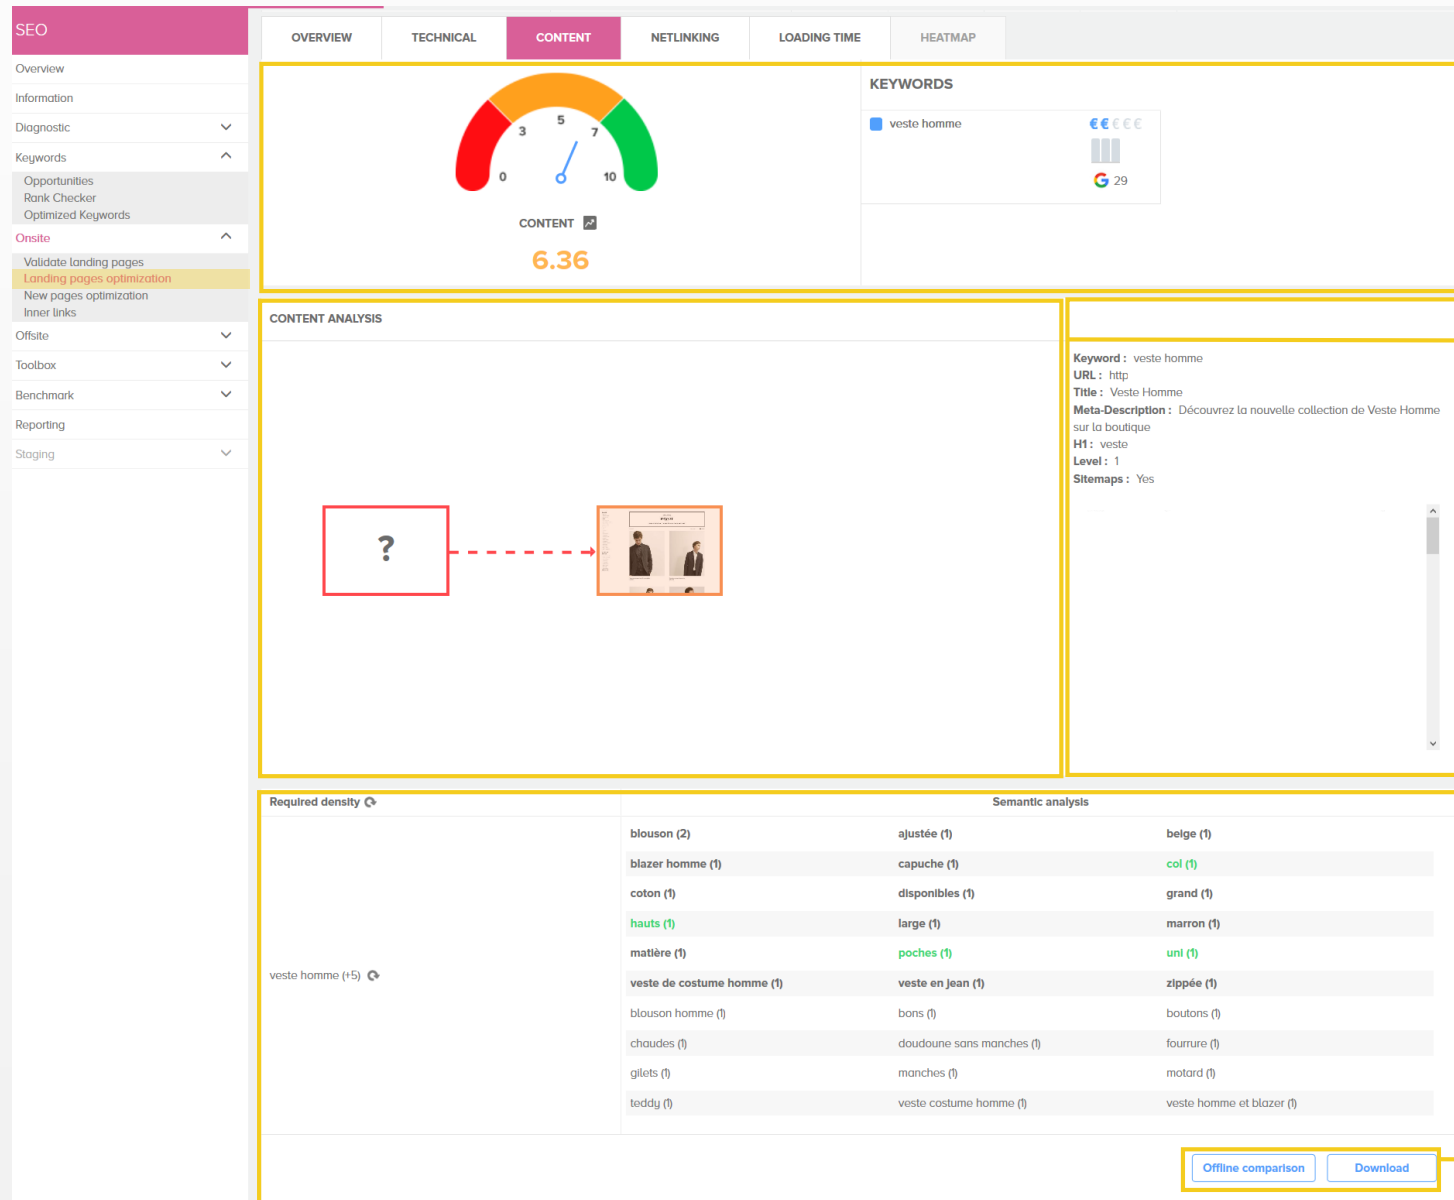 SEO
Overview
Information
Diagnostic
Keywords
Opportunities
Rank Checker
Optimized Keywords
Onsite
Validate landing pages
Landing pages optimization
New pages optimization
Inner links
Offsite
Toolbox
Benchmark
Reporting
Staging
OVERVIEW TECHNICAL CONTENT NETLINKING LOADING TIME HEATMAP
0 3 5 7 10
CONTENT
6.36
KEYWORDS
veste homme €€€€€
G 29
CONTENT ANALYSIS
?
Keyword : veste homme
URL : http
Title : Veste Homme
Meta-Description : Découvrez la nouvelle collection de Veste Homme
sur la boutique
H1 : veste
Level : 1
Sitemaps : Yes
Required density Semantic analysis
veste homme (+5)
blouson (2) ajustée (1) beige (1)
blazer homme (1) capuche (1) col (1)
coton (1) disponibles (1) grand (1)
hauts (1) large (1) marron (1)
matière (1) poches (1) uni (1)
veste de costume homme (1) veste en jean (1) zippée (1)
blouson homme (1) bons (1) boutons (1)
chaudes (1) doudoune sans manches (1) fourrure (1)
gilets (1) manches (1) motard (1)
teddy (1) veste costume homme (1) veste homme et blazer (1)
Offline comparison Download